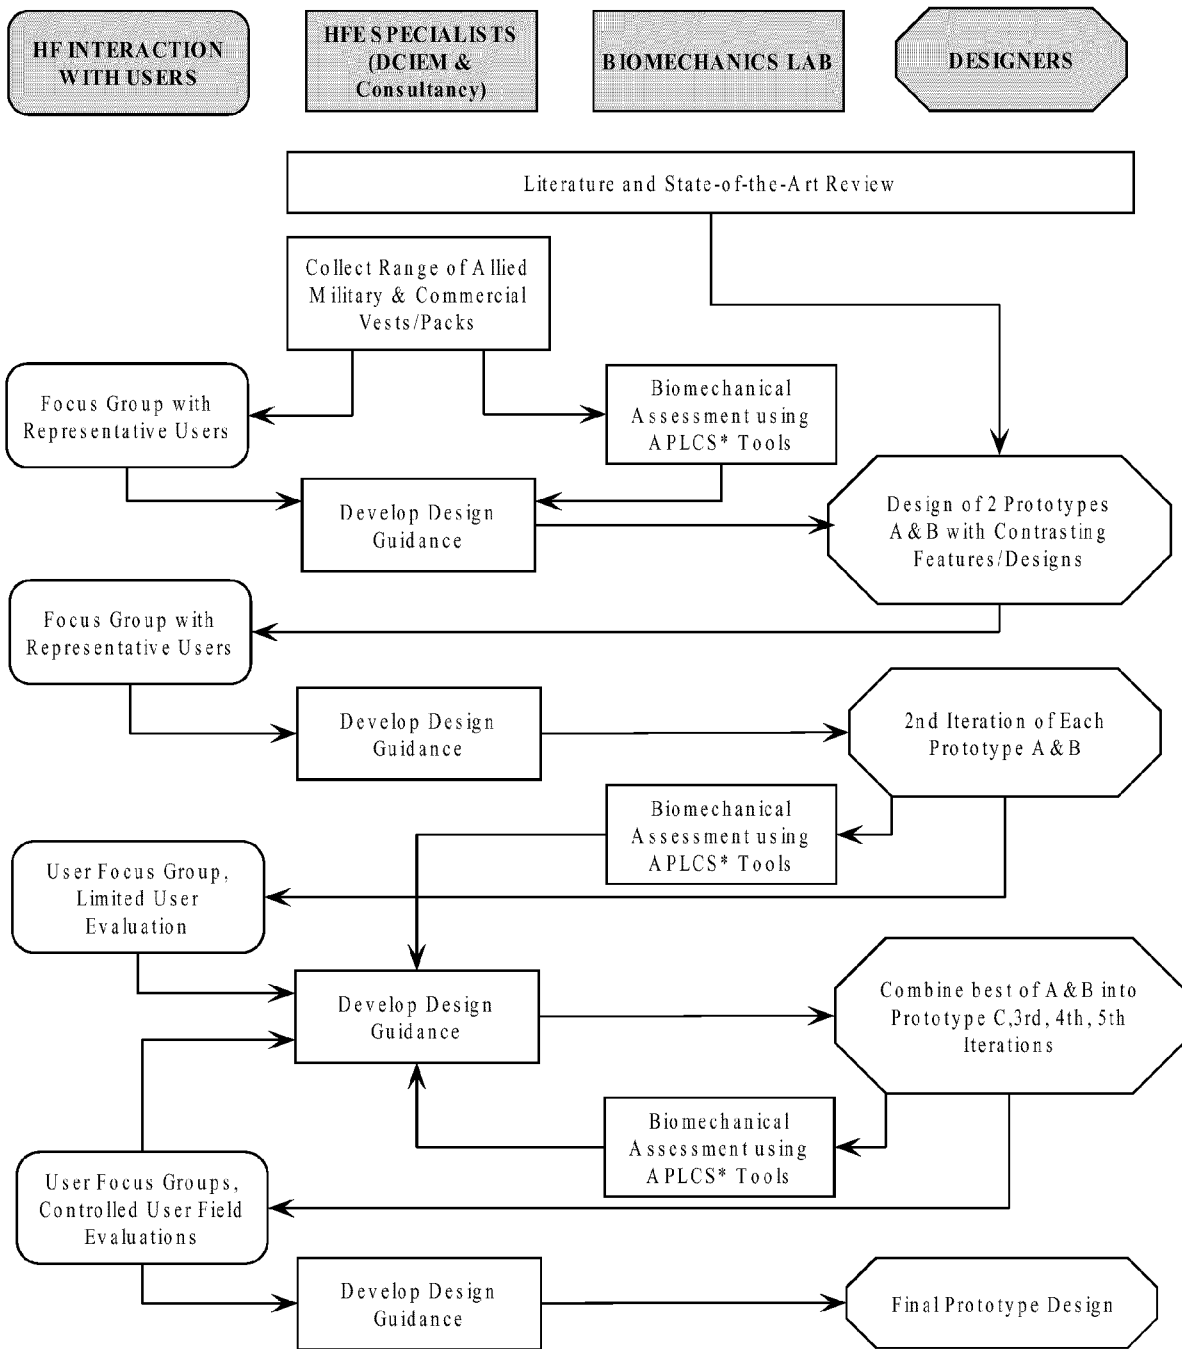 HF INTERACTION
WITH USERS
HFE SPECIALISTS
(DCIEM &
Consultancy)
BIOMECHANICS LAB
DESIGNERS
Literature and State-of-the-Art Review
Collect Range of Allied
Military & Commercial
Vests/Packs
Focus Group with
Representative Users
Biomechanical
Assessment using
APLCS* Tools
Develop Design
Guidance
Design of 2 Prototypes
A & B with Contrasting
Features/Designs
Focus Group with
Representative Users
Develop Design
Guidance
2nd Iteration of Each
Prototype A & B
Biomechanical
Assessment using
APLCS* Tools
User Focus Group,
Limited User
Evaluation
Develop Design
Guidance
Combine best of A & B into
Prototype C,3rd, 4th, 5th
Iterations
Biomechanical
Assessment using
APLCS* Tools
User Focus Groups,
Controlled User Field
Evaluations
Develop Design
Guidance
Final Prototype Design